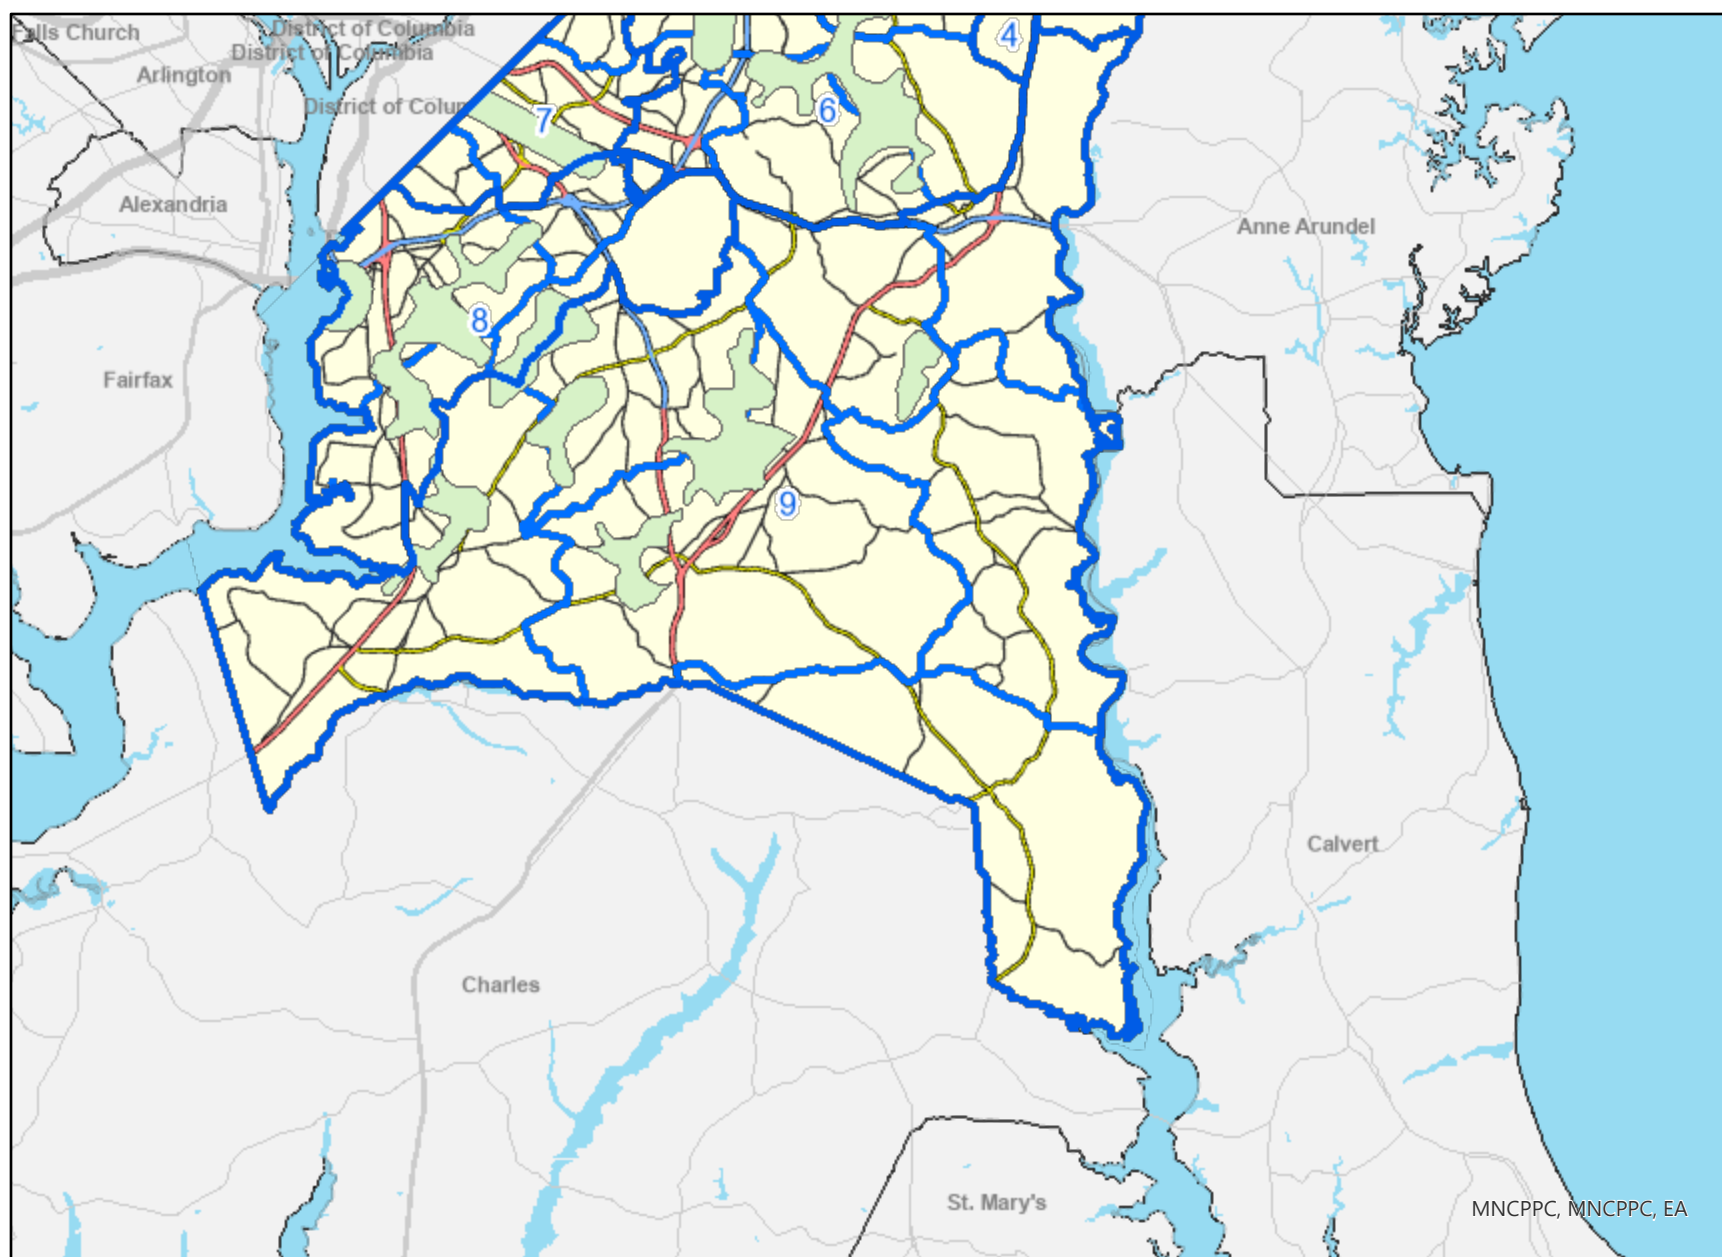 Falls Church
District of Columbia
District of Columbia
4
Arlington
District of Colum
7
6
Alexandria
Anne Arundel
8
Fairfax
9
Calvert
Charles
St. Mary's
MNCPPC, MNCPPC, EA